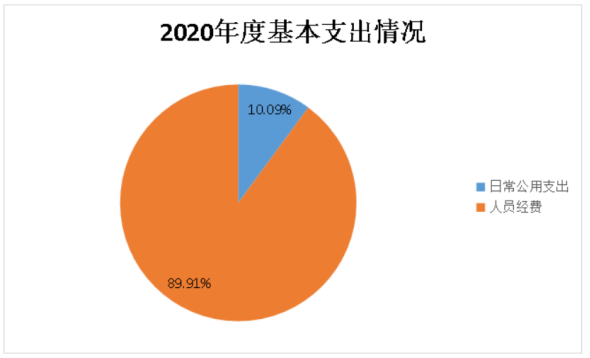 2020年度基本支出情况
10.09%
89.91%
日常公用支出
人员经费